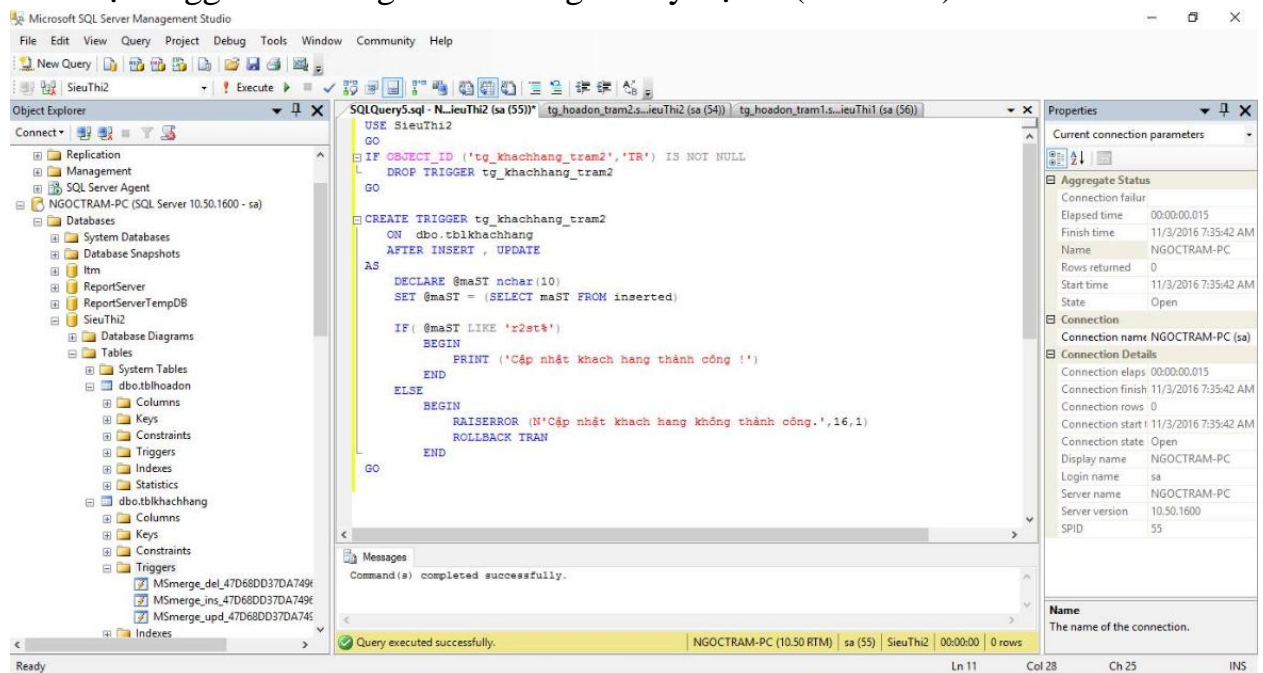 Microsoft SQL Server Management Studio
File Edit View Query Project Debug Tools Window Community Help
New Query
SieuThi2 Execute
Object Explorer
Connect
Replication
Management
SQL Server Agent
NGOCTRAM-PC (SQL Server 10.50.1600 - sa)
Databases
System Databases
Database Snapshots
ltm
ReportServer
ReportServerTempDB
SieuThi2
Database Diagrams
Tables
System Tables
dbo.tblhoadon
Columns
Keys
Constraints
Triggers
Indexes
Statistics
dbo.tblkhachhang
Columns
Keys
Constraints
Triggers
MSmerge_del_47D68DD37DA7496
MSmerge_ins_47D68DD37DA7496
MSmerge_upd_47D68DD37DA749
Indexes
SQLQuery5.sql - N...ieuThi2 (sa (55))* tg_hoadon_tram2.s...ieuThi2 (sa (54)) tg_hoadon_tram1.s...ieuThi1 (sa (56))
USE SieuThi2
GO
IF OBJECT_ID ('tg_khachhang_tram2','TR') IS NOT NULL
DROP TRIGGER tg_khachhang_tram2
GO
CREATE TRIGGER tg_khachhang_tram2
ON dbo.tblkhachhang
AFTER INSERT , UPDATE
AS
DECLARE @maST nchar(10)
SET @maST = (SELECT maST FROM inserted)
IF( @maST LIKE 'r2st%')
BEGIN
PRINT ('Cập nhật khach hang thành công !')
END
ELSE
BEGIN
RAISERROR (N'Cập nhật khach hang không thành công.',16,1)
ROLLBACK TRAN
END
GO
Messages
Command(s) completed successfully.
Query executed successfully. NGOCTRAM-PC (10.50 RTM) sa (55) SieuThi2 00:00:00 0 rows
Properties
Current connection parameters
Aggregate Status
Connection failur
Elapsed time 00:00:00.015
Finish time 11/3/2016 7:35:42 AM
Name NGOCTRAM-PC
Rows returned 0
Start time 11/3/2016 7:35:42 AM
State Open
Connection
Connection name NGOCTRAM-PC (sa)
Connection Details
Connection elaps 00:00:00.015
Connection finish 11/3/2016 7:35:42 AM
Connection rows 0
Connection start t 11/3/2016 7:35:42 AM
Connection state Open
Display name NGOCTRAM-PC
Login name sa
Server name NGOCTRAM-PC
Server version 10.50.1600
SPID 55
Name
The name of the connection.
Ready Ln 11 Col 28 Ch 25 INS